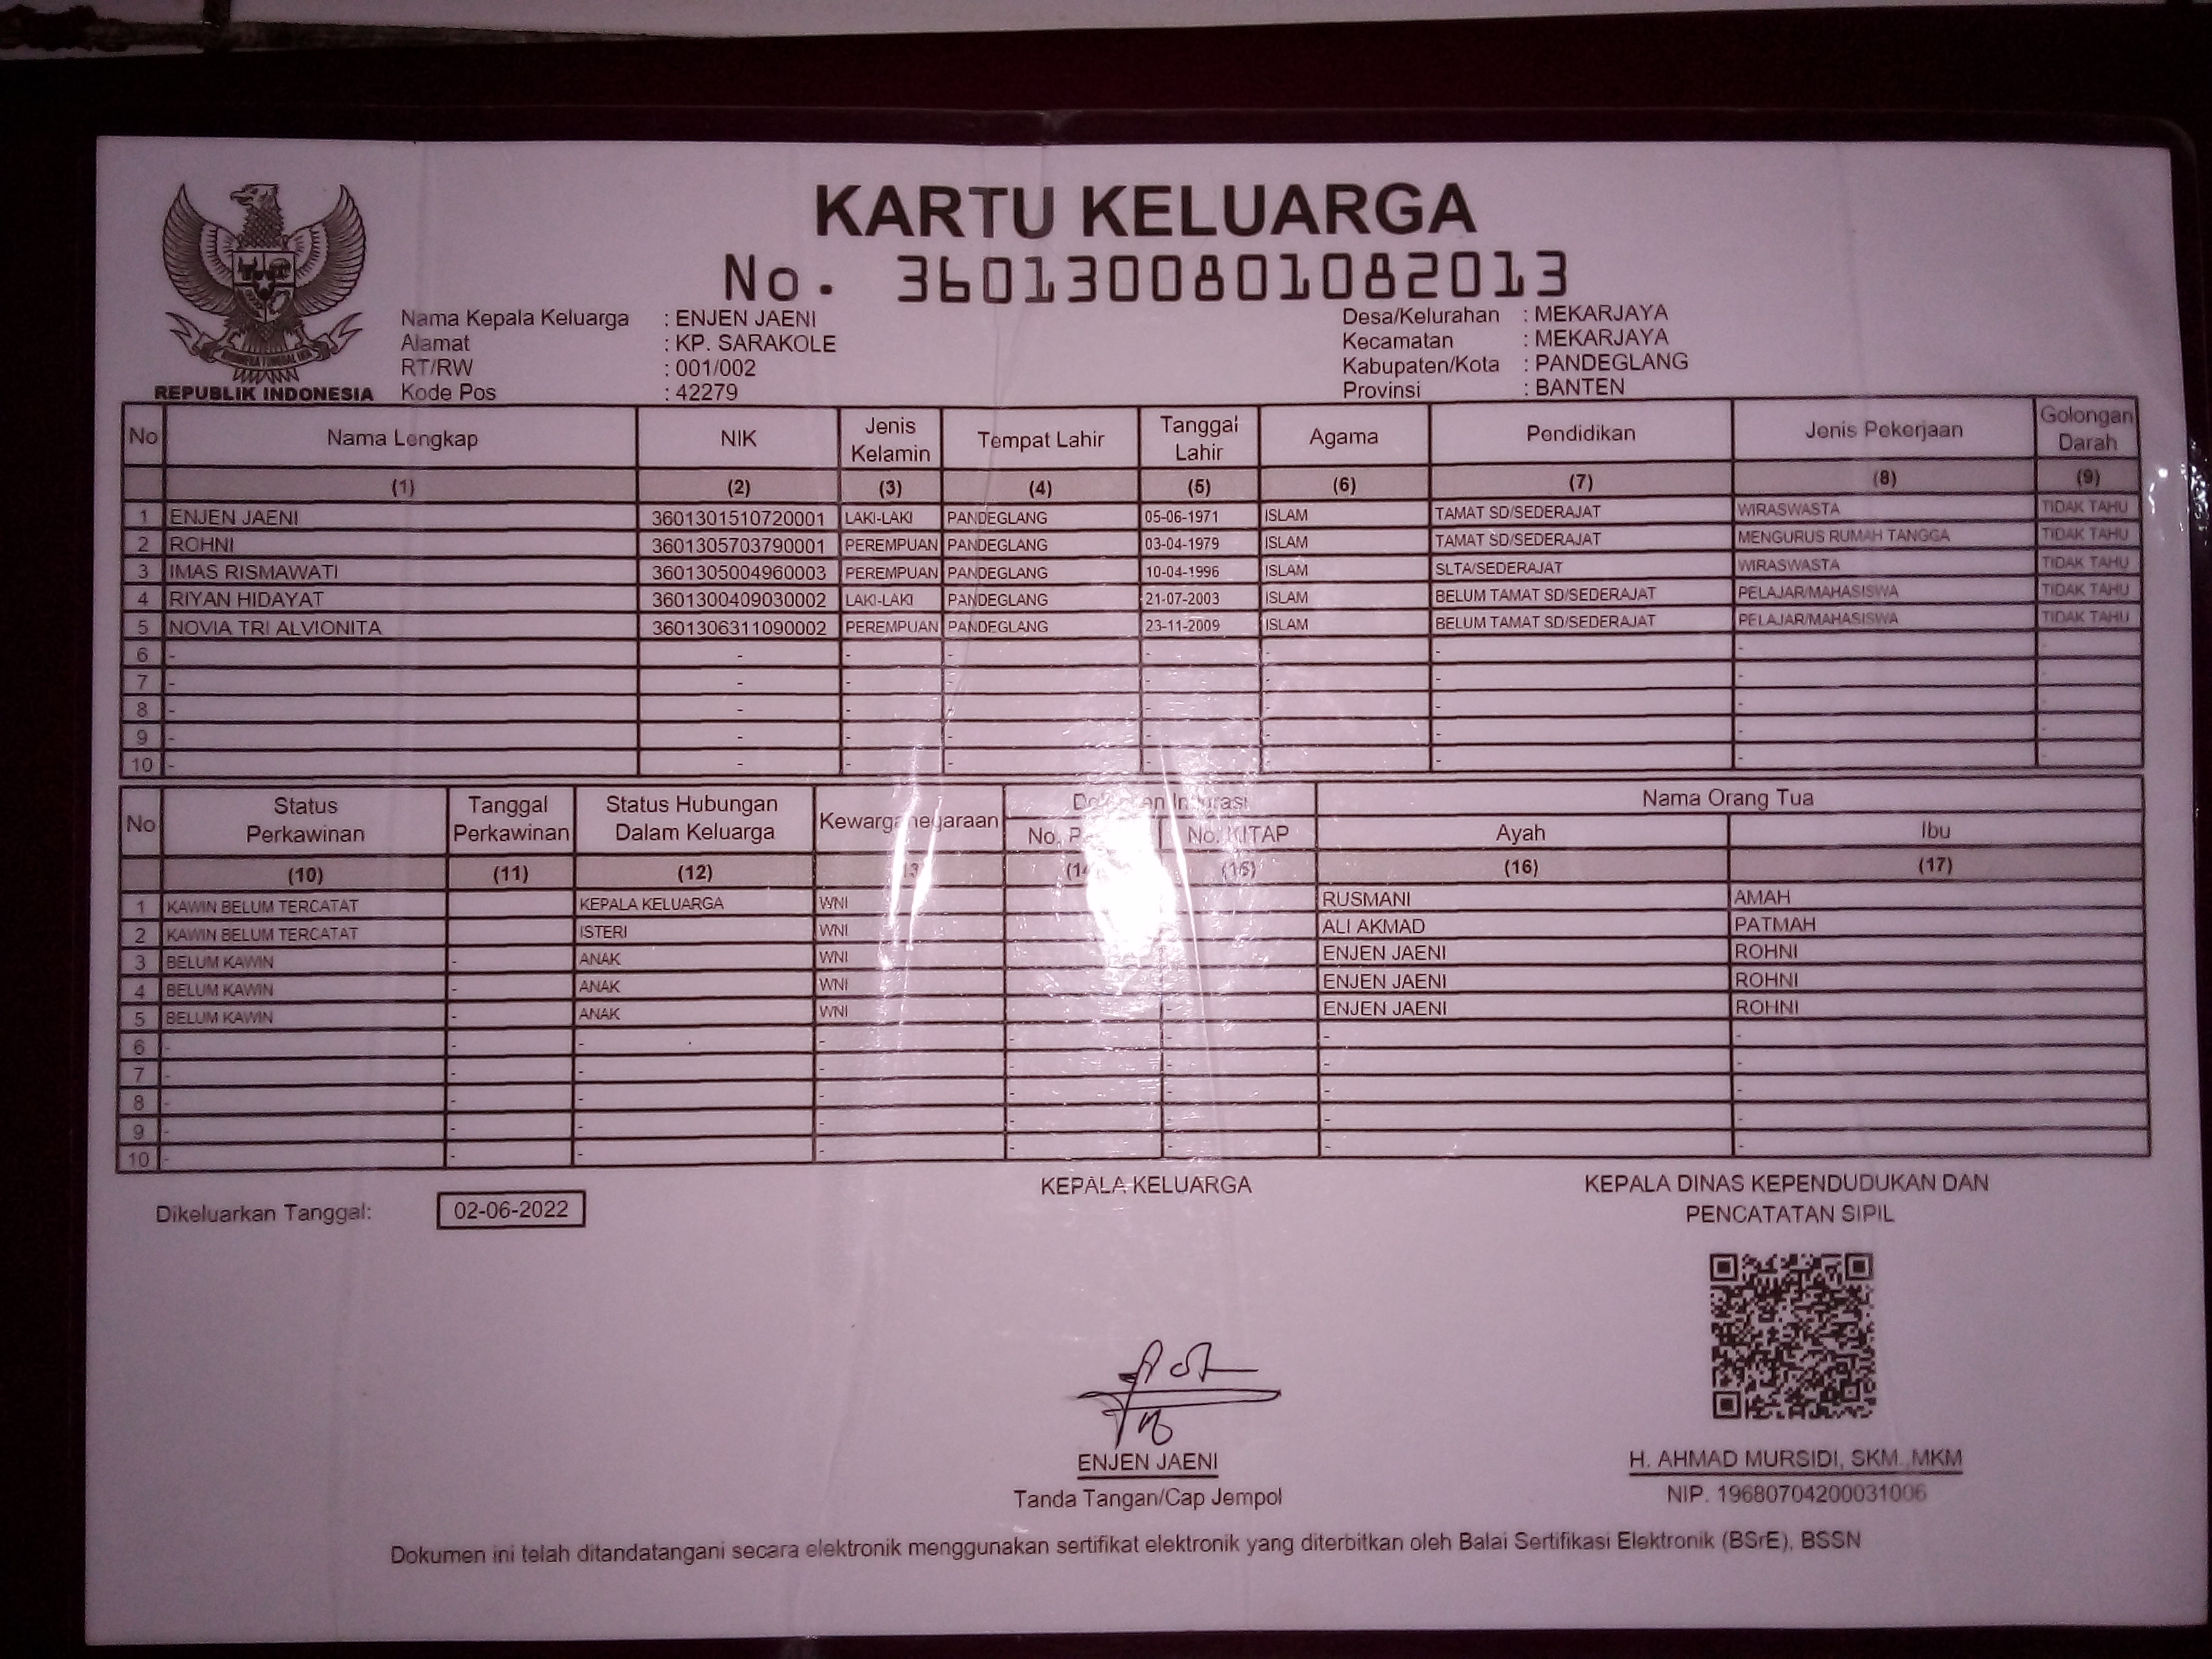 KARTU KELUARGA
No. 3601300801082013
Nama Kepala Keluarga : ENJEN JAENI
Alamat : KP. SARAKOLE
RT/RW : 001/002
Kode Pos : 42279
Desa/Kelurahan : MEKARJAYA
Kecamatan : MEKARJAYA
Kabupaten/Kota : PANDEGLANG
Provinsi : BANTEN
REPUBLIK INDONESIA
No Nama Lengkap NIK Jenis Kelamin Tempat Lahir Tanggal Lahir Agama Pendidikan Jenis Pekerjaan Golongan Darah
(1) (2) (3) (4) (5) (6) (7) (8) (9)
1 ENJEN JAENI 3601301510720001 LAKI-LAKI PANDEGLANG 05-06-1971 ISLAM TAMAT SD/SEDERAJAT WIRASWASTA TIDAK TAHU
2 ROHNI 3601305703790001 PEREMPUAN PANDEGLANG 03-04-1979 ISLAM TAMAT SD/SEDERAJAT MENGURUS RUMAH TANGGA TIDAK TAHU
3 IMAS RISMAWATI 3601305004960003 PEREMPUAN PANDEGLANG 10-04-1996 ISLAM SLTA/SEDERAJAT WIRASWASTA TIDAK TAHU
4 RIYAN HIDAYAT 3601300409030002 LAKI-LAKI PANDEGLANG 21-07-2003 ISLAM BELUM TAMAT SD/SEDERAJAT PELAJAR/MAHASISWA TIDAK TAHU
5 NOVIA TRI ALVIONITA 3601306311090002 PEREMPUAN PANDEGLANG 23-11-2009 ISLAM BELUM TAMAT SD/SEDERAJAT PELAJAR/MAHASISWA TIDAK TAHU
6 - - - - - - - - -
7 - - - - - - - - -
8 - - - - - - - - -
9 - - - - - - - - -
10 - - - - - - - - -
No Status Perkawinan Tanggal Perkawinan Status Hubungan Dalam Keluarga Kewarganegaraan No. No. KITAP Nama Orang Tua
Ayah Ibu
(10) (11) (12) (15) (16) (17)
1 KAWIN BELUM TERCATAT KEPALA KELUARGA WNI RUSMANI AMAH
2 KAWIN BELUM TERCATAT ISTERI WNI ALI AKMAD PATMAH
3 BELUM KAWIN - ANAK WNI ENJEN JAENI ROHNI
4 BELUM KAWIN - ANAK WNI ENJEN JAENI ROHNI
5 BELUM KAWIN - ANAK WNI - ENJEN JAENI ROHNI
6 - - - - - - - -
7 - - - - - - - -
8 - - - - - - - -
9 - - - - - - - -
10 - - - - - - - -
Dikeluarkan Tanggal: 02-06-2022
KEPALA KELUARGA
ENJEN JAENI
Tanda Tangan/Cap Jempol
KEPALA DINAS KEPENDUDUKAN DAN
PENCATATAN SIPIL
H. AHMAD MURSIDI, SKM. MKM
NIP. 196807042000031006
Dokumen ini telah ditandatangani secara elektronik menggunakan sertifikat elektronik yang diterbitkan oleh Balai Sertifikasi Elektronik (BSrE), BSSN